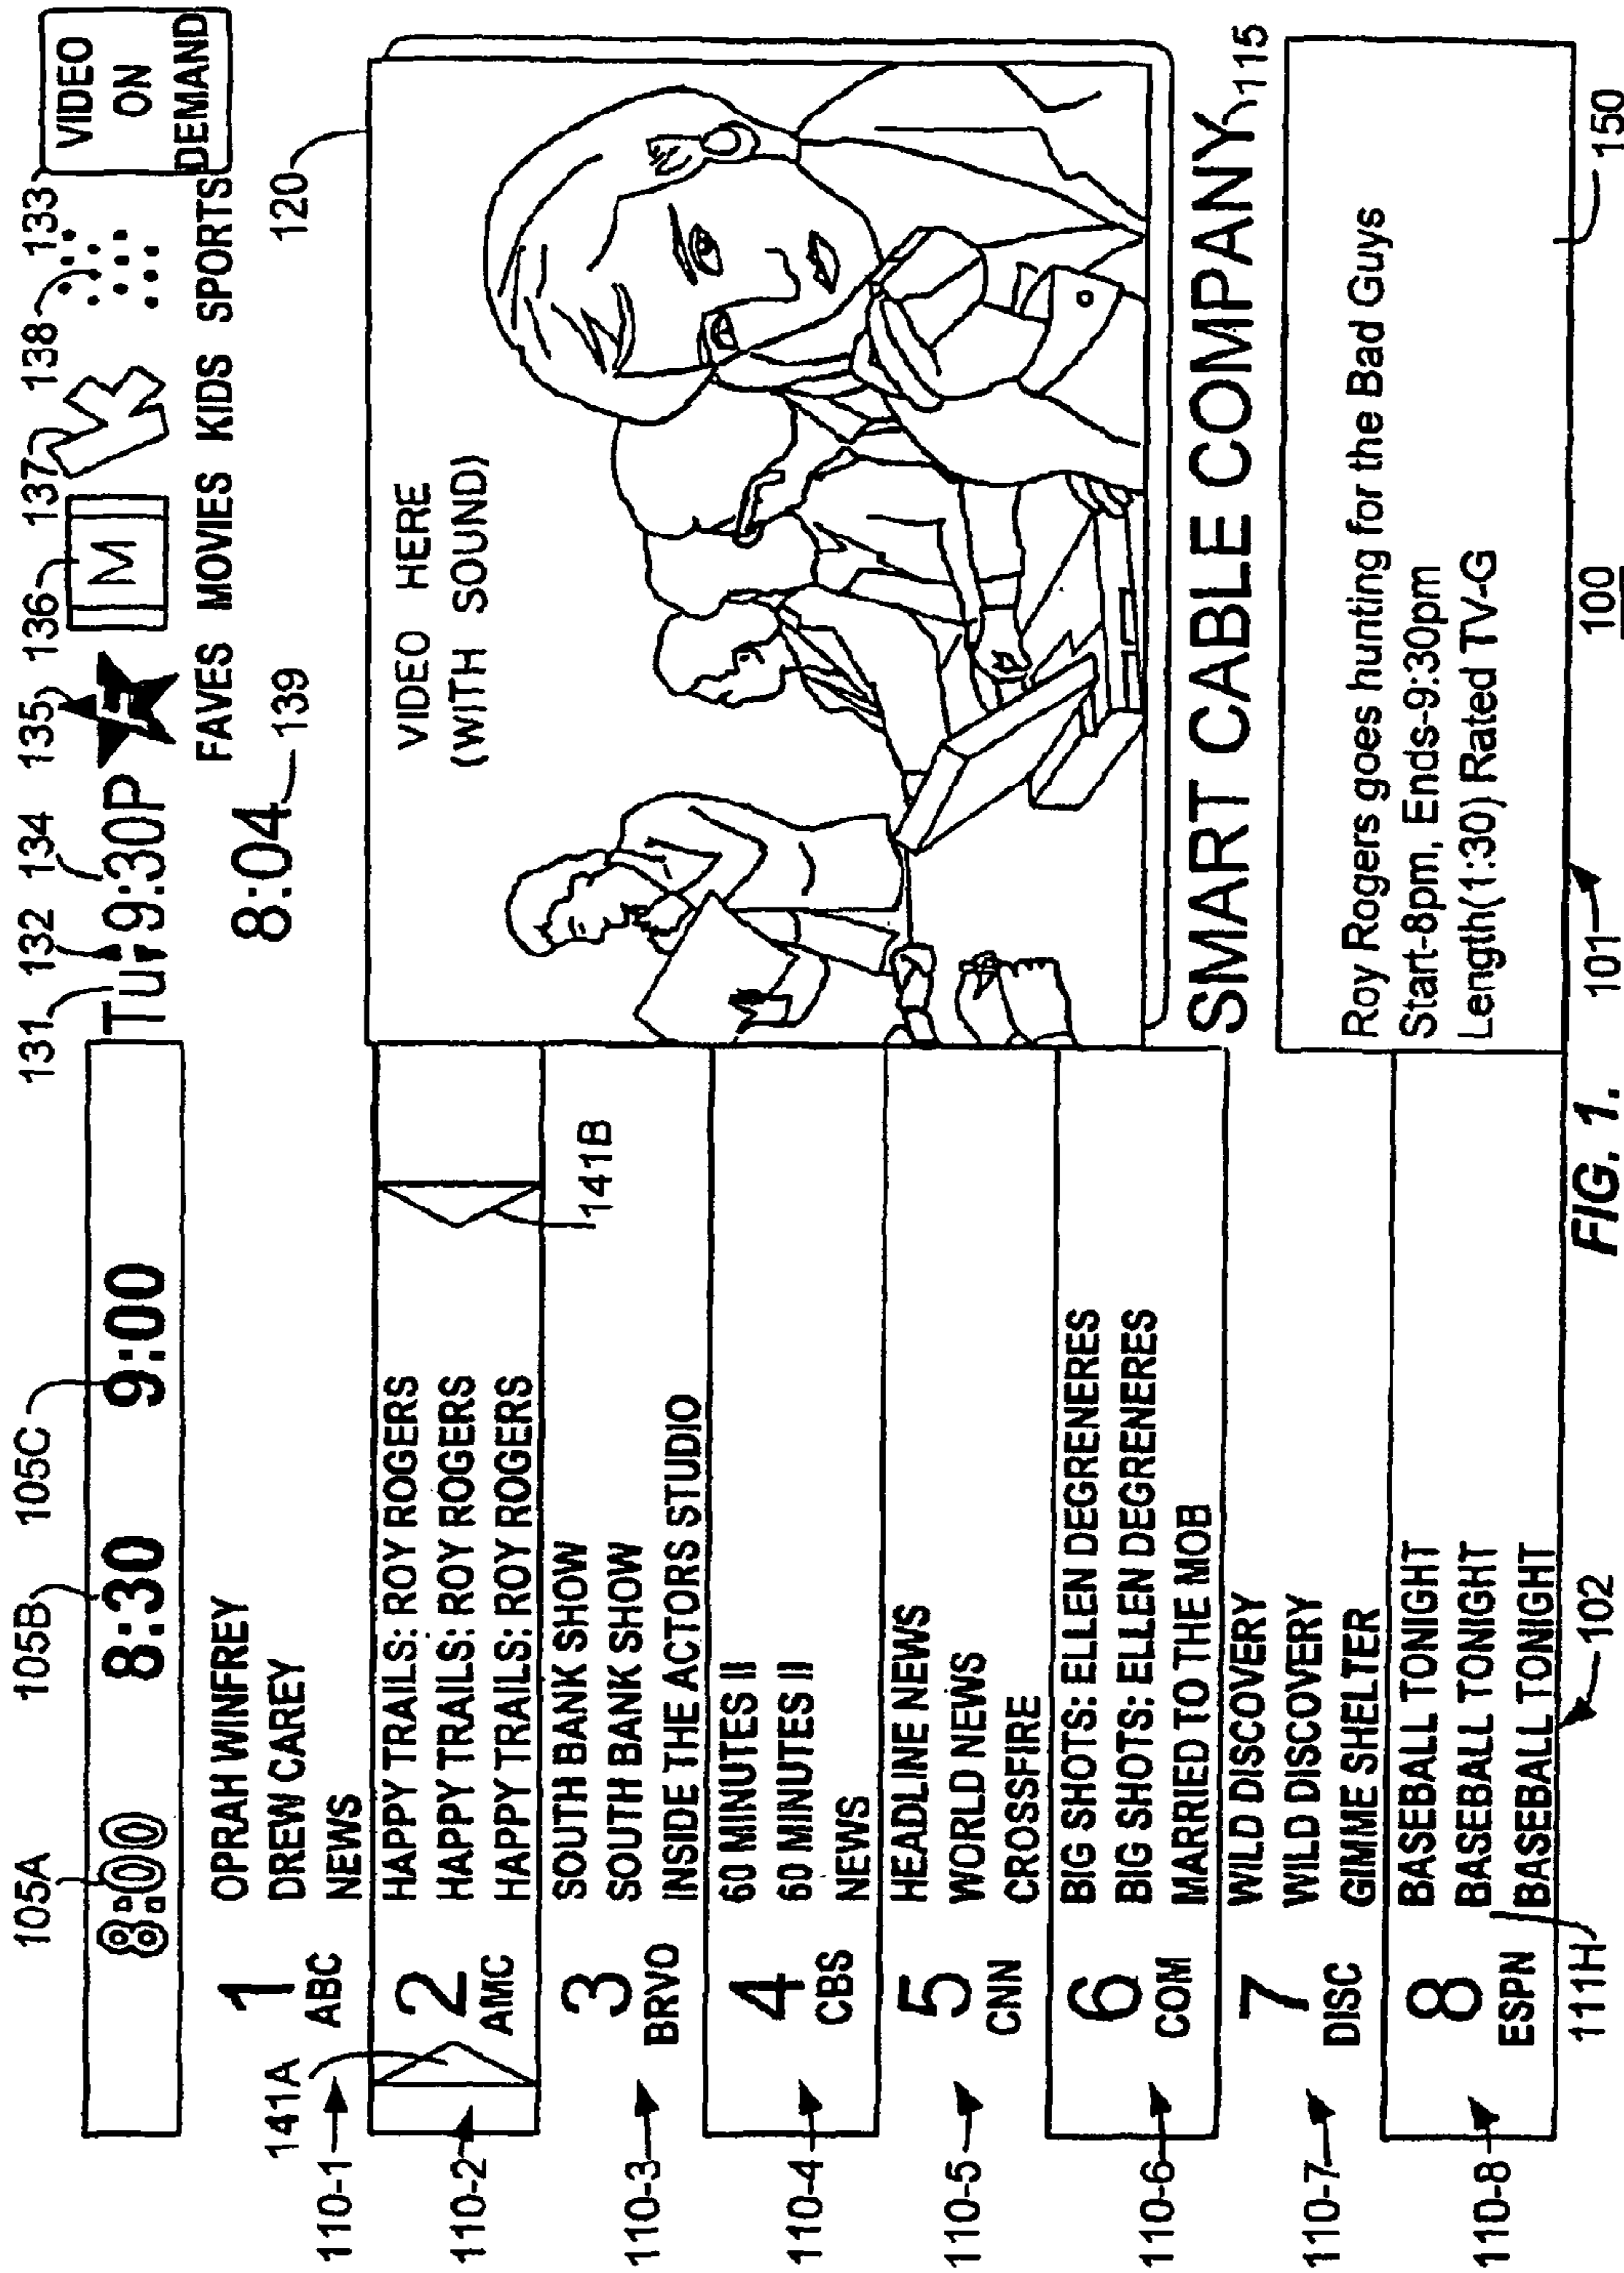 105A
105B
105C
131
132
134
135
136
137
138
133
8:00
8:30
9:00
Tu
9:30P
M
VIDEO
ON
DEMAND
FAVES
MOVIES
KIDS
SPORTS
8:04
139
120
110-1
1
ABC
OPRAH WINFREY
DREW CAREY
NEWS
141A
110-2
2
AMC
HAPPY TRAILS: ROY ROGERS
HAPPY TRAILS: ROY ROGERS
HAPPY TRAILS: ROY ROGERS
141B
110-3
3
BRVO
SOUTH BANK SHOW
SOUTH BANK SHOW
INSIDE THE ACTORS STUDIO
110-4
4
CBS
60 MINUTES II
60 MINUTES II
NEWS
110-5
5
CNN
HEADLINE NEWS
WORLD NEWS
CROSSFIRE
110-6
6
COM
BIG SHOTS: ELLEN DEGRENERES
BIG SHOTS: ELLEN DEGRENERES
MARRIED TO THE MOB
110-7
7
DISC
WILD DISCOVERY
WILD DISCOVERY
GIMME SHELTER
110-8
8
ESPN
BASEBALL TONIGHT
BASEBALL TONIGHT
BASEBALL TONIGHT
111H
102
VIDEO HERE
(WITH SOUND)
SMART CABLE COMPANY
115
Roy Rogers goes hunting for the Bad Guys
Start-8pm, Ends-9:30pm
Length(1:30) Rated TV-G
101
100
150
FIG. 1.